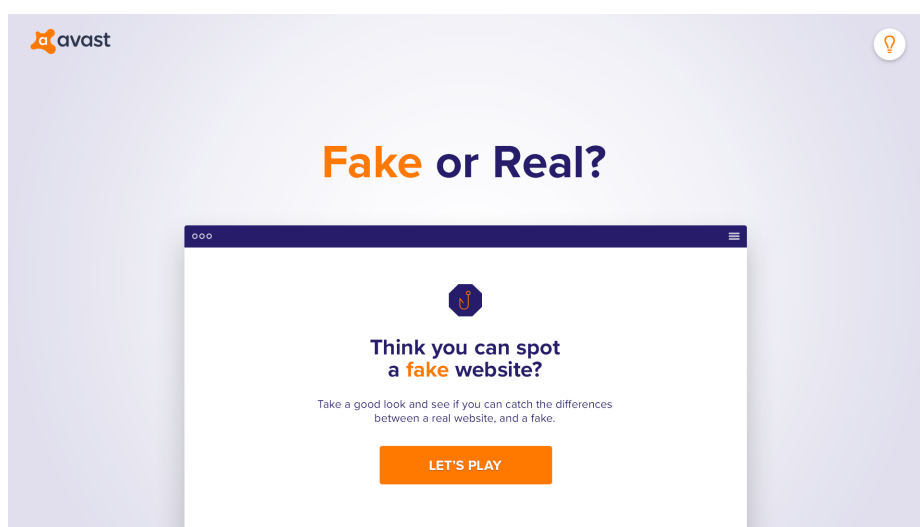 avast
Fake or Real?
Think you can spot
a fake website?
Take a good look and see if you can catch the differences
between a real website, and a fake.
LET'S PLAY